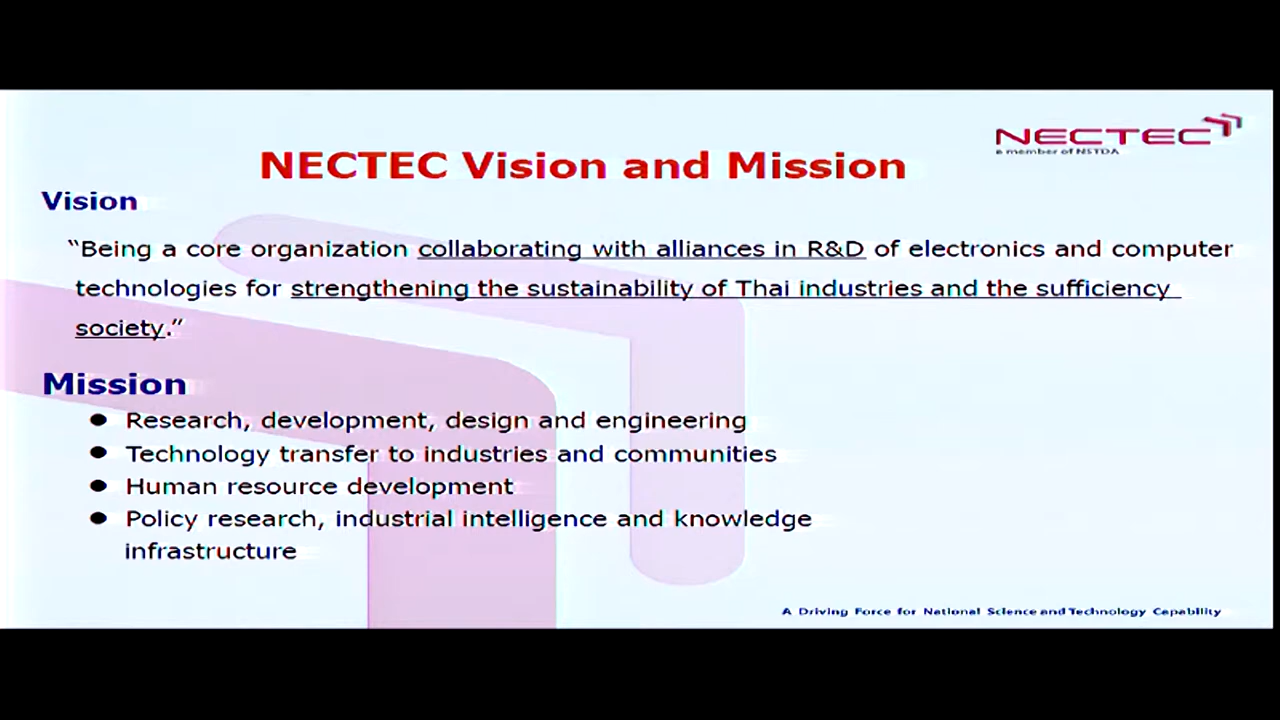 NECTEC
a member of NSTDA
NECTEC Vision and Mission
Vision
“Being a core organization collaborating with alliances in R&D of electronics and computer
technologies for strengthening the sustainability of Thai industries and the sufficiency
society.”
Mission
● Research, development, design and engineering
● Technology transfer to industries and communities
● Human resource development
● Policy research, industrial intelligence and knowledge
infrastructure
A Driving Force for National Science and Technology Capability